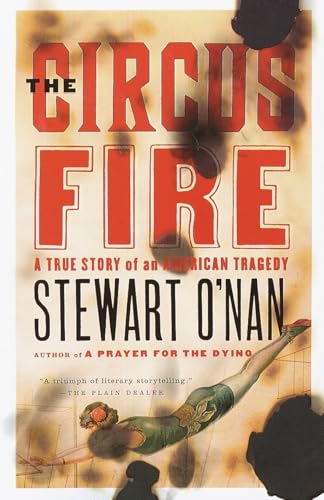 THE
CIRCUS
FIRE
A TRUE STORY of an AMERICAN TRAGEDY
STEWART O'NAN
AUTHOR OF A PRAYER FOR THE DYING
"A triumph of literary storytelling."
—THE PLAIN DEALER